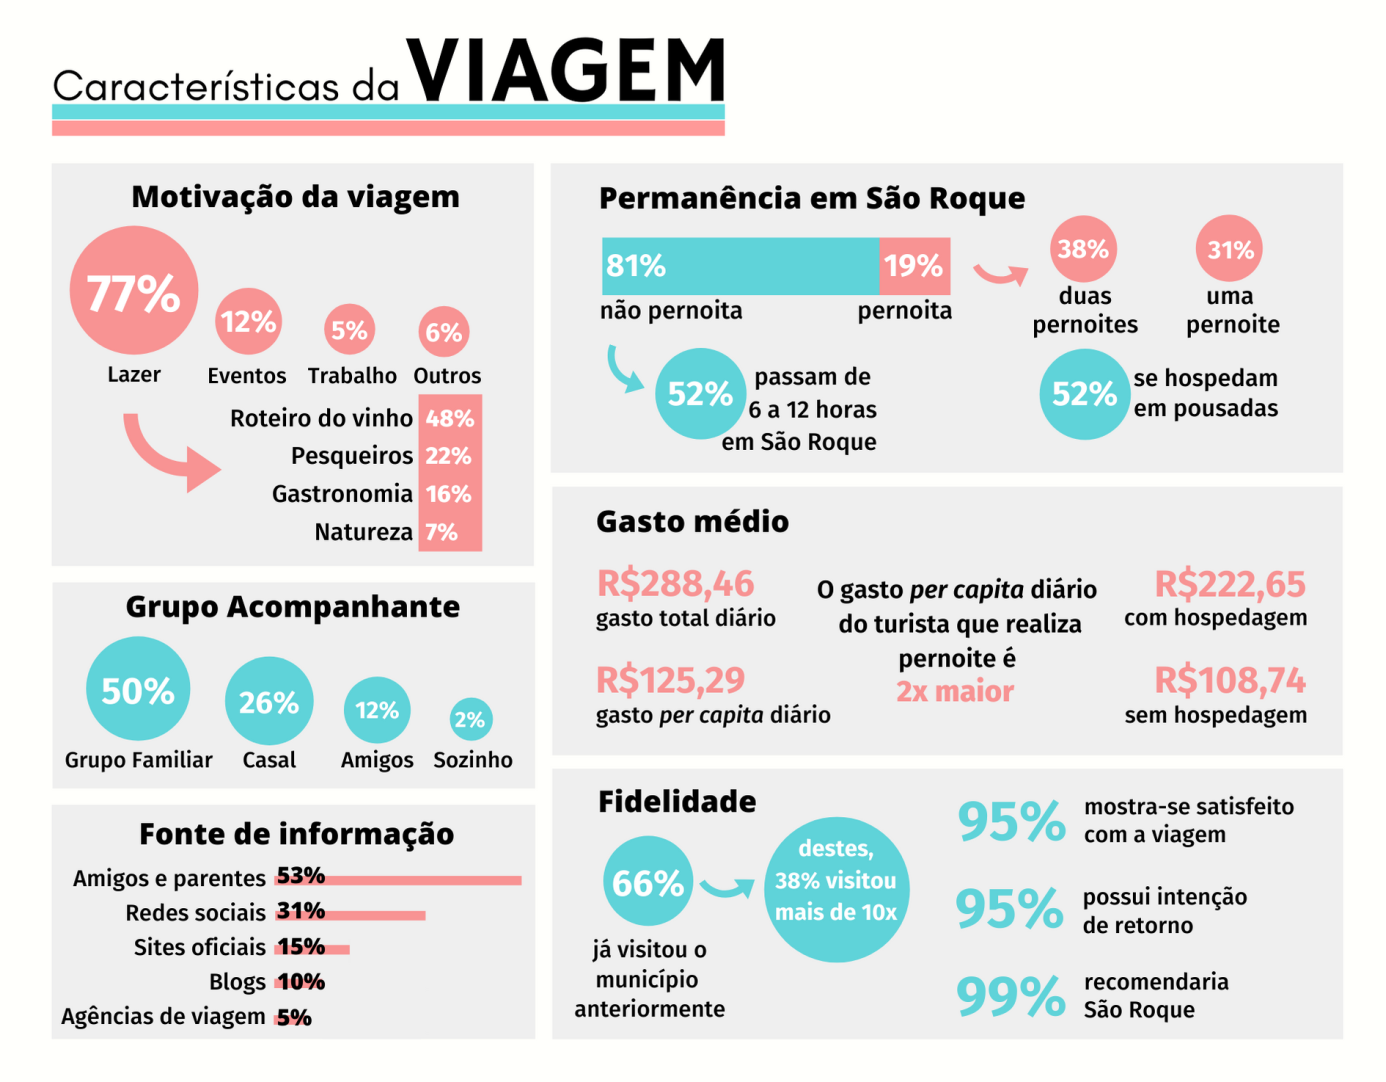 Características da VIAGEM
Motivação da viagem
77%
12%
5%
6%
Lazer
Eventos
Trabalho
Outros
Roteiro do vinho 48%
Pesqueiros 22%
Gastronomia 16%
Natureza 7%
Grupo Acompanhante
50%
26%
12%
2%
Grupo Familiar
Casal
Amigos
Sozinho
Fonte de informação
Amigos e parentes 53%
Redes sociais 31%
Sites oficiais 15%
Blogs 10%
Agências de viagem 5%
Permanência em São Roque
81%
19%
não pernoita
pernoita
38%
duas
pernoites
31%
uma
pernoite
52%
passam de
6 a 12 horas
em São Roque
52%
se hospedam
em pousadas
Gasto médio
R$288,46
gasto total diário
R$125,29
gasto per capita diário
O gasto per capita diário
do turista que realiza
pernoite é
2x maior
R$222,65
com hospedagem
R$108,74
sem hospedagem
Fidelidade
66%
já visitou o
município
anteriormente
destes,
38% visitou
mais de 10x
95%
mostra-se satisfeito
com a viagem
95%
possui intenção
de retorno
99%
recomendaria
São Roque